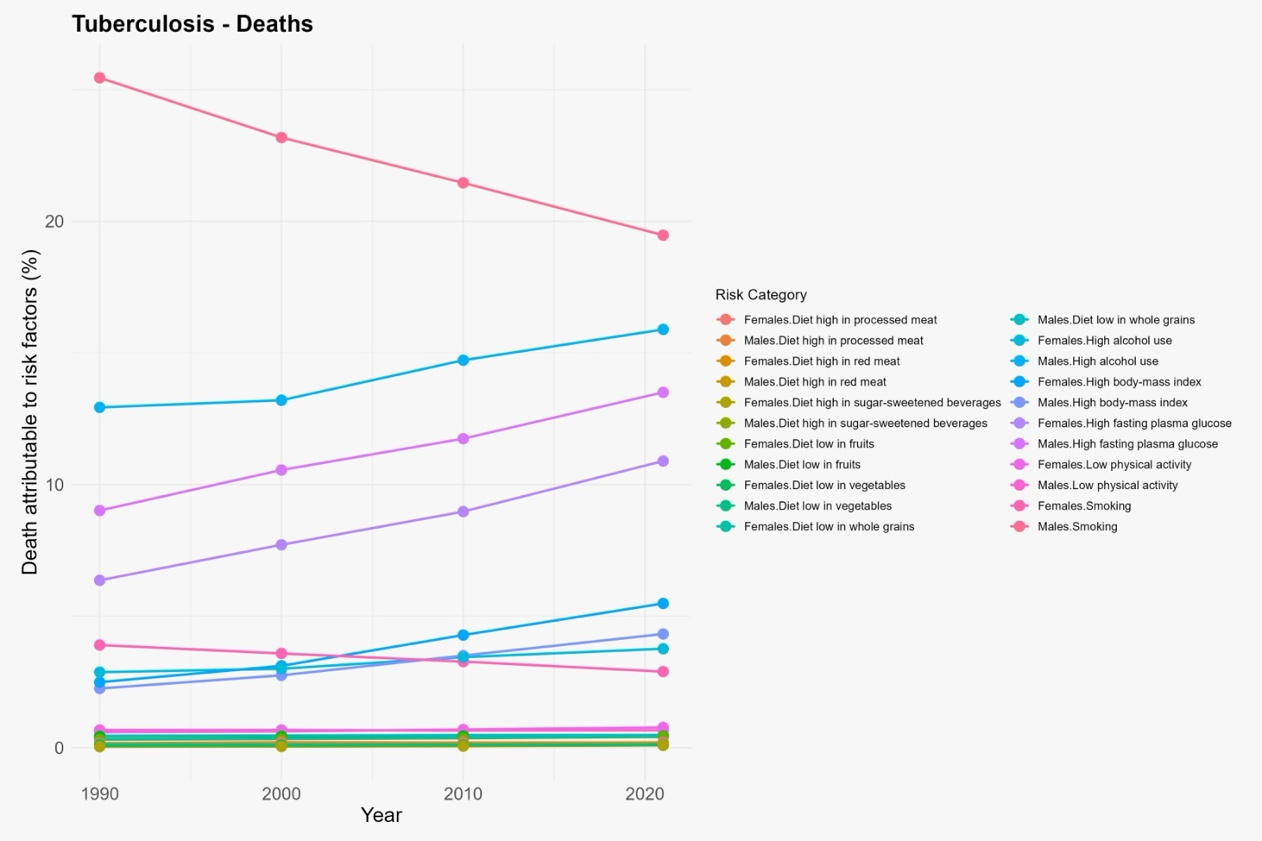 Tuberculosis - Deaths
Death attributable to risk factors (%)
20
10
0
1990
2000
2010
2020
Year
Risk Category
Females.Diet high in processed meat
Males.Diet high in processed meat
Females.Diet high in red meat
Males.Diet high in red meat
Females.Diet high in sugar-sweetened beverages
Males.Diet high in sugar-sweetened beverages
Females.Diet low in fruits
Males.Diet low in fruits
Females.Diet low in vegetables
Males.Diet low in vegetables
Females.Diet low in whole grains
Males.Diet low in whole grains
Females.High alcohol use
Males.High alcohol use
Females.High body-mass index
Males.High body-mass index
Females.High fasting plasma glucose
Males.High fasting plasma glucose
Females.Low physical activity
Males.Low physical activity
Females.Smoking
Males.Smoking